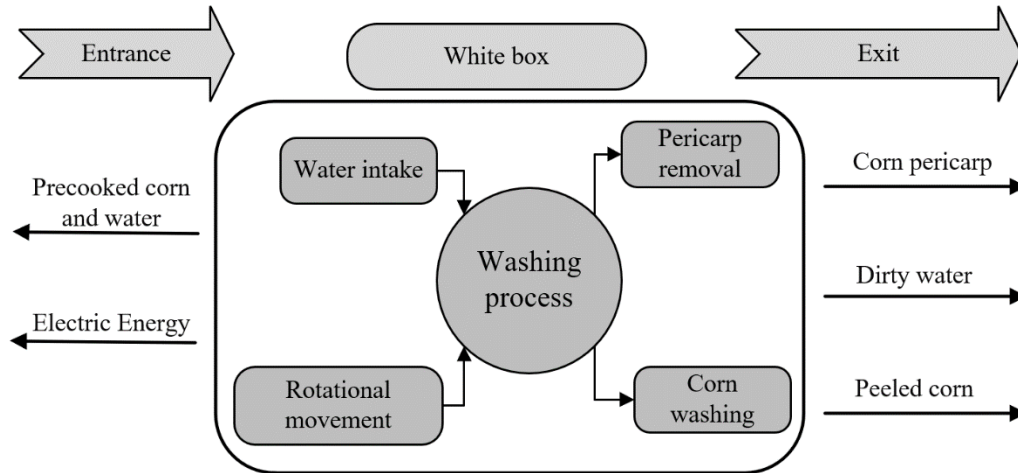 Entrance
White box
Exit
Water intake
Pericarp
removal
Precooked corn
and water
Corn pericarp
Washing
process
Dirty water
Electric Energy
Rotational
movement
Corn
washing
Peeled corn